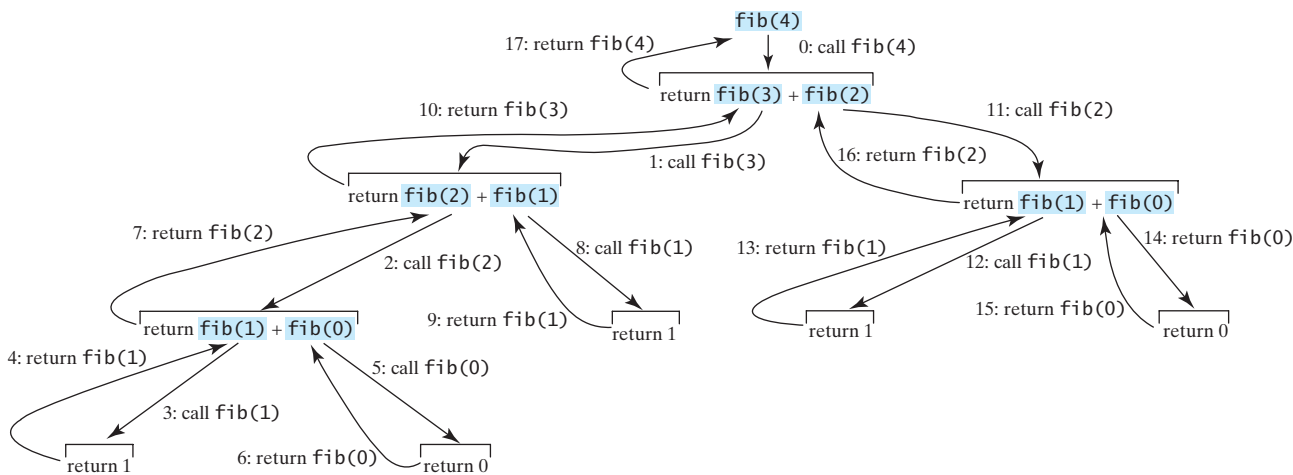 fib(4)
17: return fib(4)
0: call fib(4)
return fib(3) + fib(2)
10: return fib(3)
11: call fib(2)
1: call fib(3)
16: return fib(2)
return fib(2) + fib(1)
return fib(1) + fib(0)
7: return fib(2)
2: call fib(2)
8: call fib(1)
13: return fib(1)
12: call fib(1)
14: return fib(0)
9: return fib(1)
15: return fib(0)
return fib(1) + fib(0)
return 1
return 1
return 0
4: return fib(1)
5: call fib(0)
3: call fib(1)
6: return fib(0)
return 1
return 0